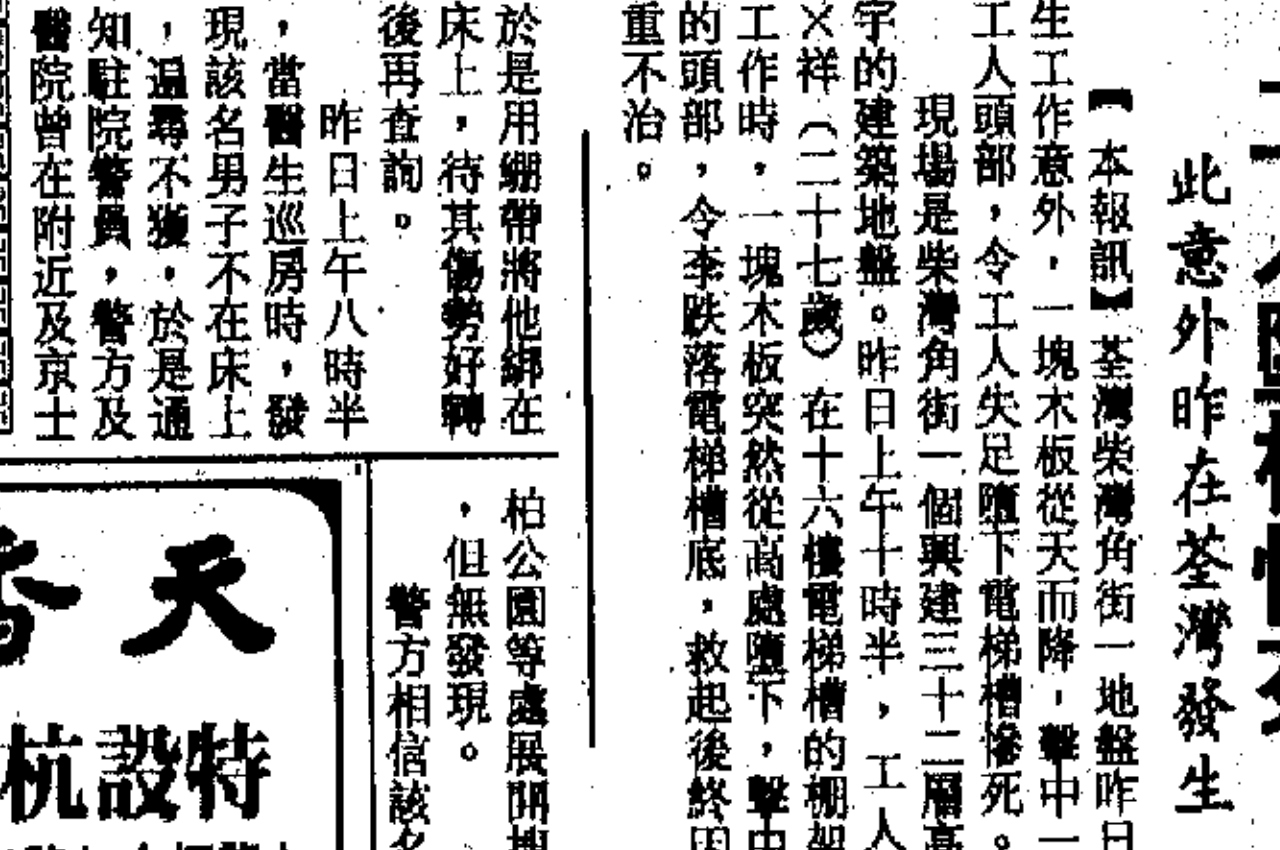 此意外昨在荃灣發生
【本報訊】荃灣柴灣角街一地盤昨日
生工作意外，一塊木板從天而降，擊中一
工人頭部，令工人失足墮下電梯槽慘死。
現場是柴灣角街一個興建三十二層高
宇的建築地盤。昨日上午十時半，工人
×祥（二十七歲）在十六樓電梯槽的棚架
工作時，一塊木板突然從高處墮下，擊中
的頭部，令李跌落電梯槽底，救起後終因
重不治。
於是用繃帶將他綁在
床上，待其傷勢好轉
後再查詢。
昨日上午八時半
，當醫生巡房時，發
現該名男子不在床上
，遍尋不獲，於是通
知駐院警員，警方及
醫院曾在附近及京士
柏公園等處展開搜
，但無發現。
警方相信該名
天香
特設杭